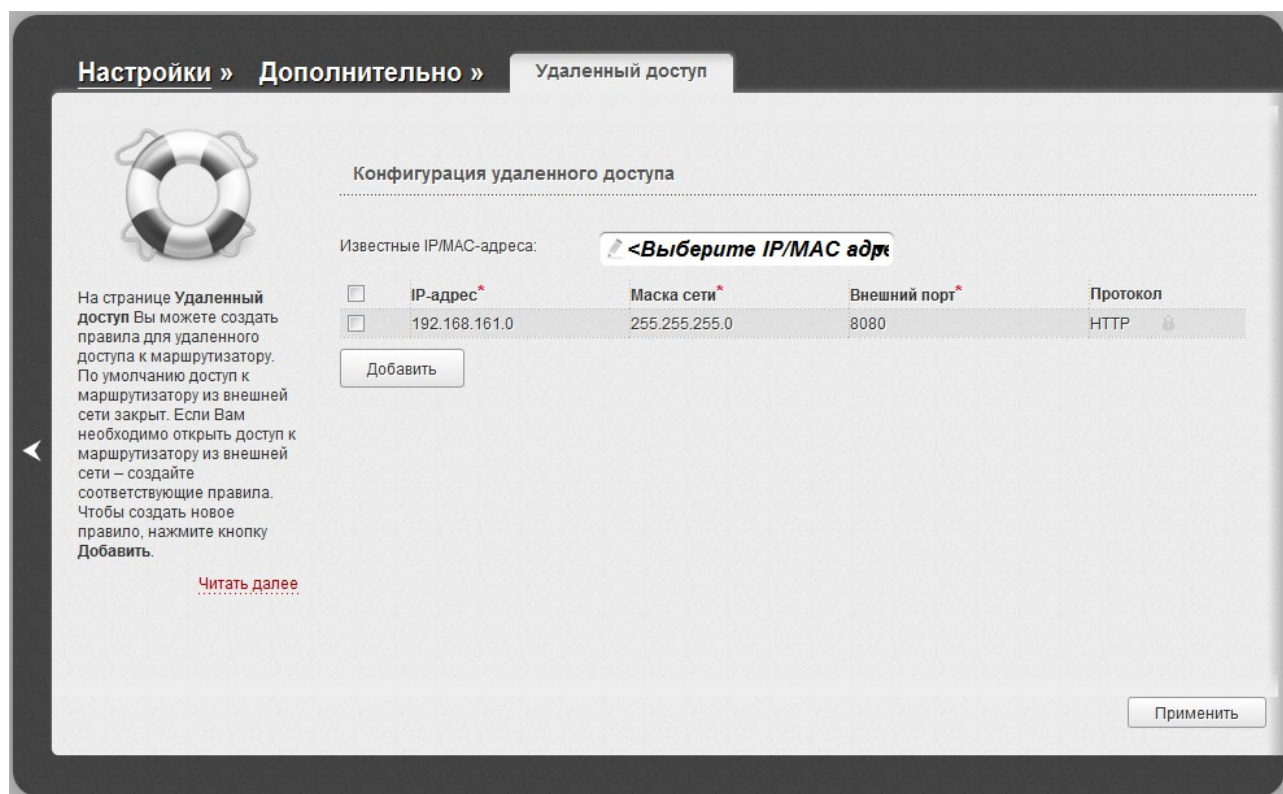 Настройки » Дополнительно » Удаленный доступ
Конфигурация удаленного доступа
Известные IP/MAC-адреса: <Выберите IP/MAC адре
IP-адрес* Маска сети* Внешний порт* Протокол
192.168.161.0 255.255.255.0 8080 HTTP
Добавить
На странице Удаленный
доступ Вы можете создать
правила для удаленного
доступа к маршрутизатору.
По умолчанию доступ к
маршрутизатору из внешней
сети закрыт. Если Вам
необходимо открыть доступ к
маршрутизатору из внешней
сети – создайте
соответствующие правила.
Чтобы создать новое
правило, нажмите кнопку
Добавить.
Читать далее
Применить